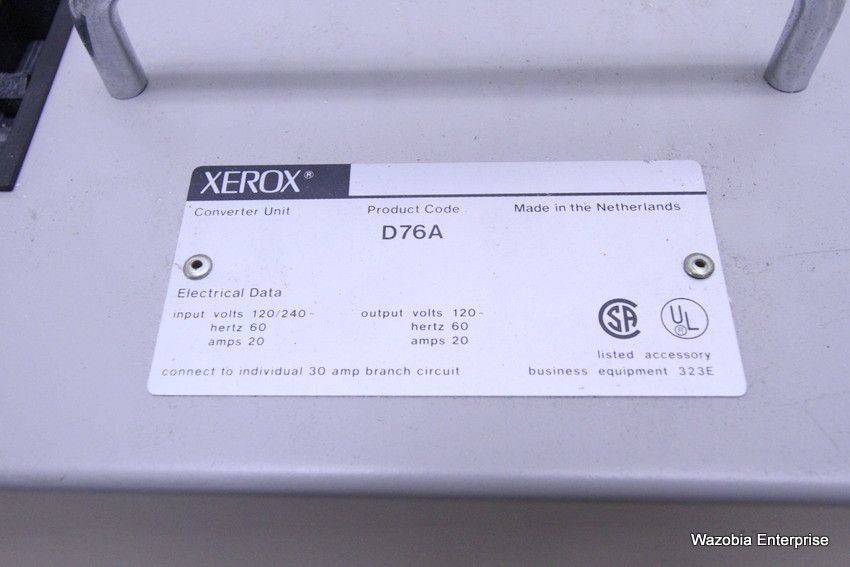 XEROX®
Converter Unit Product Code Made in the Netherlands
D76A
Electrical Data
input volts 120/240~ output volts 120~
hertz 60 hertz 60
amps 20 amps 20
CSA UL ®
listed accessory
connect to individual 30 amp branch circuit business equipment 323E
Wazobia Enterprise